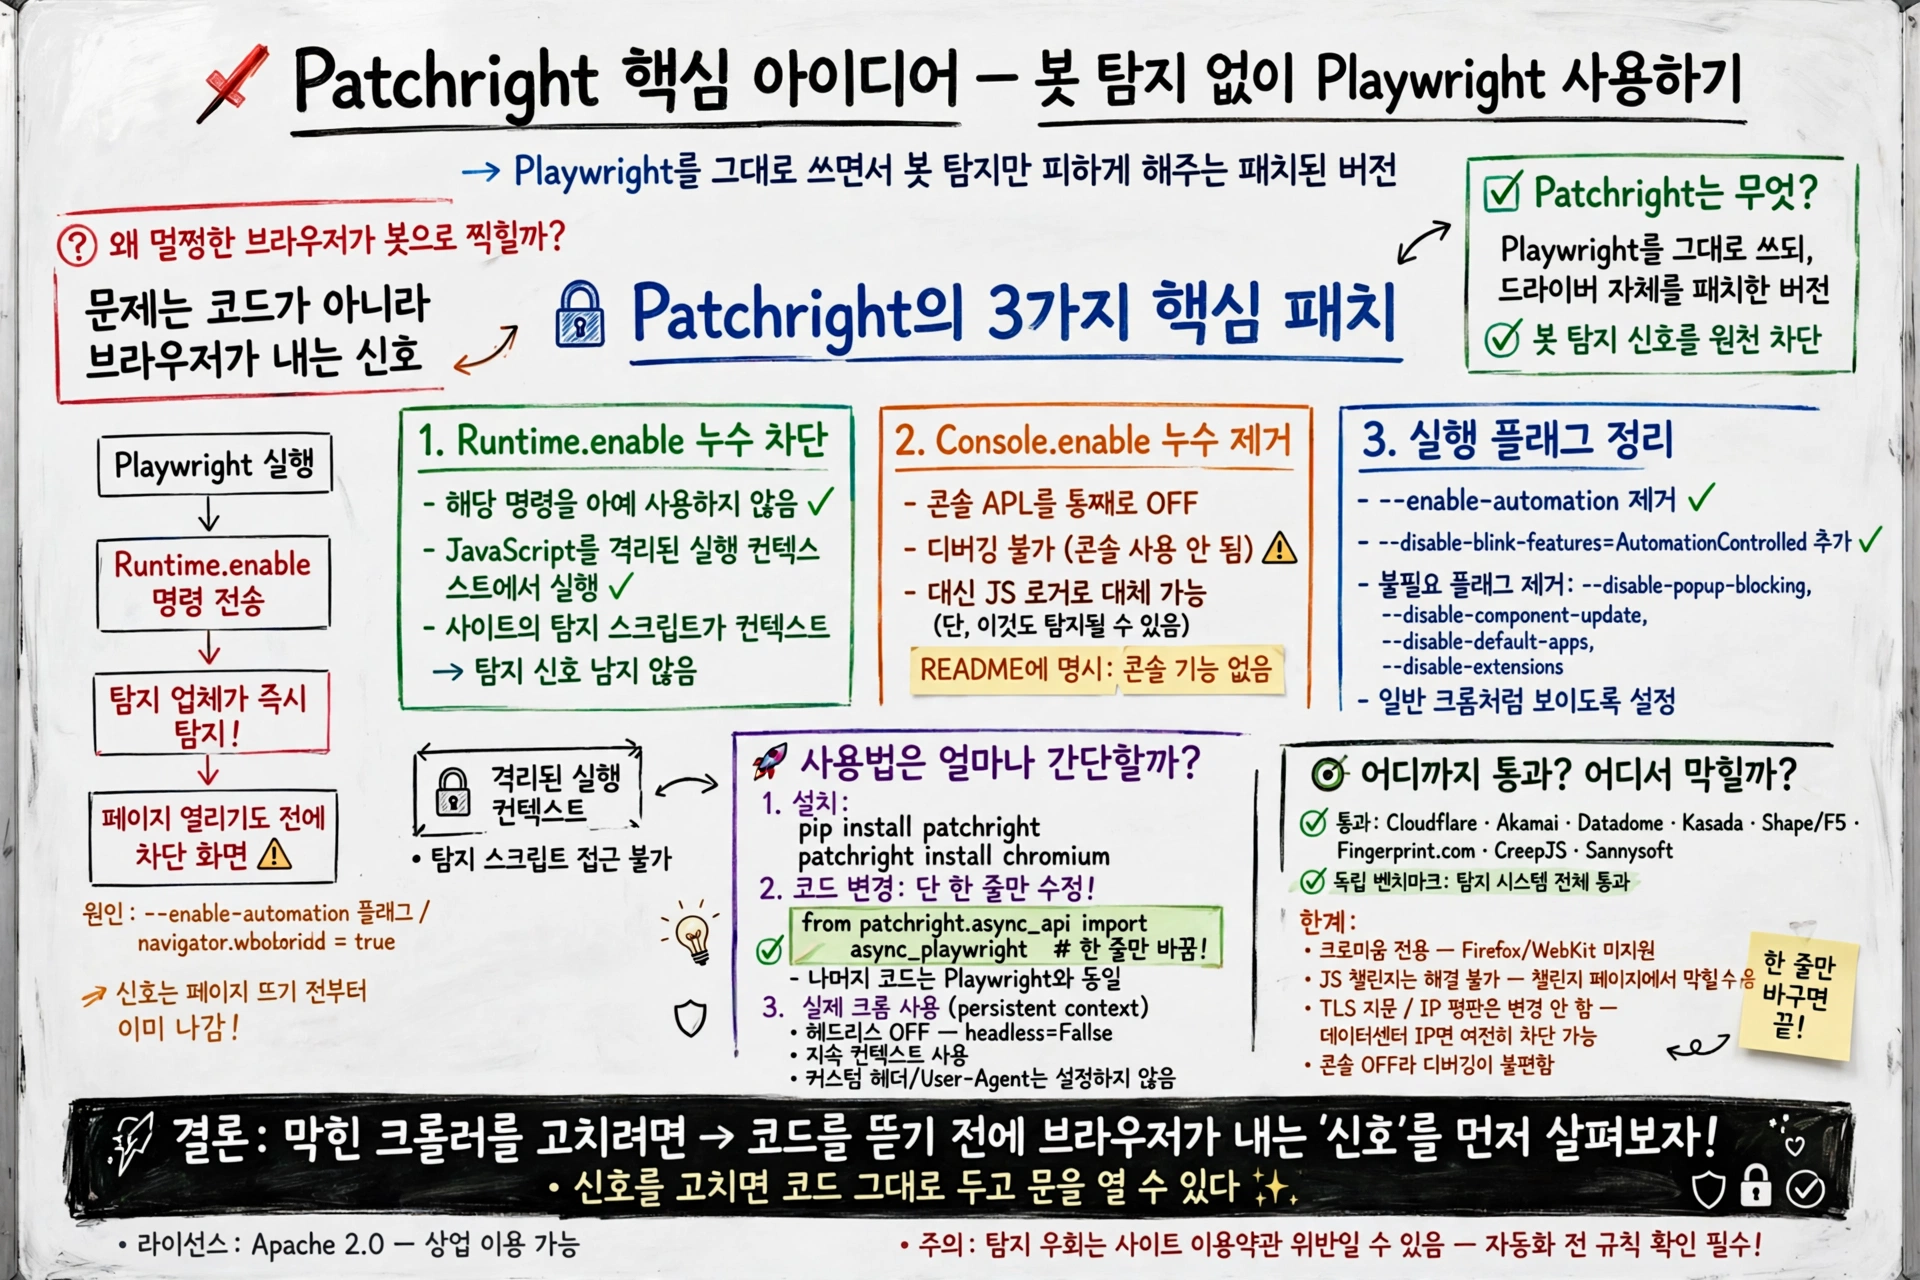 Patchright 핵심 아이디어 – 봇 탐지 없이 Playwright 사용하기
→ Playwright를 그대로 쓰면서 봇 탐지만 피하게 해주는 패치된 버전
? 왜 멀쩡한 브라우저가 봇으로 찍힐까?
문제는 코드가 아니라
브라우저가 내는 신호
Patchright의 3가지 핵심 패치
Patchright는 무엇?
Playwright를 그대로 쓰되,
드라이버 자체를 패치한 버전
봇 탐지 신호를 원천 차단
Playwright 실행
Runtime.enable
명령 전송
탐지 업체가 즉시
탐지!
페이지 열리기도 전에
차단 화면
원인: --enable-automation 플래그 /
navigator.wboboridd = true
신호는 페이지 뜨기 전부터
이미 나감!
1. Runtime.enable 누수 차단
- 해당 명령을 아예 사용하지 않음 ✓
- JavaScript를 격리된 실행 컨텍스
스트에서 실행 ✓
- 사이트의 탐지 스크립트가 컨텍스트
→ 탐지 신호 남지 않음
2. Console.enable 누수 제거
- 콘솔 APL를 통째로 OFF
- 디버깅 불가 (콘솔 사용 안 됨)
- 대신 JS 로거로 대체 가능
(단, 이것도 탐지될 수 있음)
README에 명시: 콘솔 기능 없음
3. 실행 플래그 정리
- --enable-automation 제거 ✓
- --disable-blink-features=AutomationControlled 추가 ✓
- 불필요 플래그 제거: --disable-popup-blocking,
--disable-component-update,
--disable-default-apps,
--disable-extensions
- 일반 크롬처럼 보이도록 설정
격리된 실행
컨텍스트
• 탐지 스크립트 접근 불가
사용법은 얼마나 간단할까?
1. 설치:
pip install patchright
patchright install chromium
2. 코드 변경: 단 한 줄만 수정!
from patchright.async_api import
async_playwright # 한 줄만 바꿈!
- 나머지 코드는 Playwright와 동일
3. 실제 크롬 사용 (persistent context)
• 헤드리스 OFF – headless=Fallse
• 지속 컨텍스트 사용
• 커스텀 헤더/User-Agent는 설정하지 않음
어디까지 통과? 어디서 막힐까?
통과: Cloudflare · Akamai · Datadome · Kasada · Shape/F5 ·
Fingerprint.com · CreepJS · Sannysoft
독립 벤치마크: 탐지 시스템 전체 통과
한계:
• 크로미움 전용 – Firefox/WebKit 미지원
• JS 챌린지는 해결 불가 – 챌린지 페이지에서 막힐수음
• TLS 지문 / IP 평판은 변경 안 함 –
데이터센터 IP면 여전히 차단 가능
• 콘솔 OFF라 디버깅이 불편함
한 줄만
바구면
끝!
결론: 막힌 크롤러를 고치려면 → 코드를 뜯기 전에 브라우저가 내는 '신호'를 먼저 살펴보자!
• 신호를 고치면 코드 그대로 두고 문을 열 수 있다
• 라이선스: Apache 2.0 – 상업 이용 가능
• 주의: 탐지 우회는 사이트 이용약관 위반일 수 있음 – 자동화 전 규칙 확인 필수!